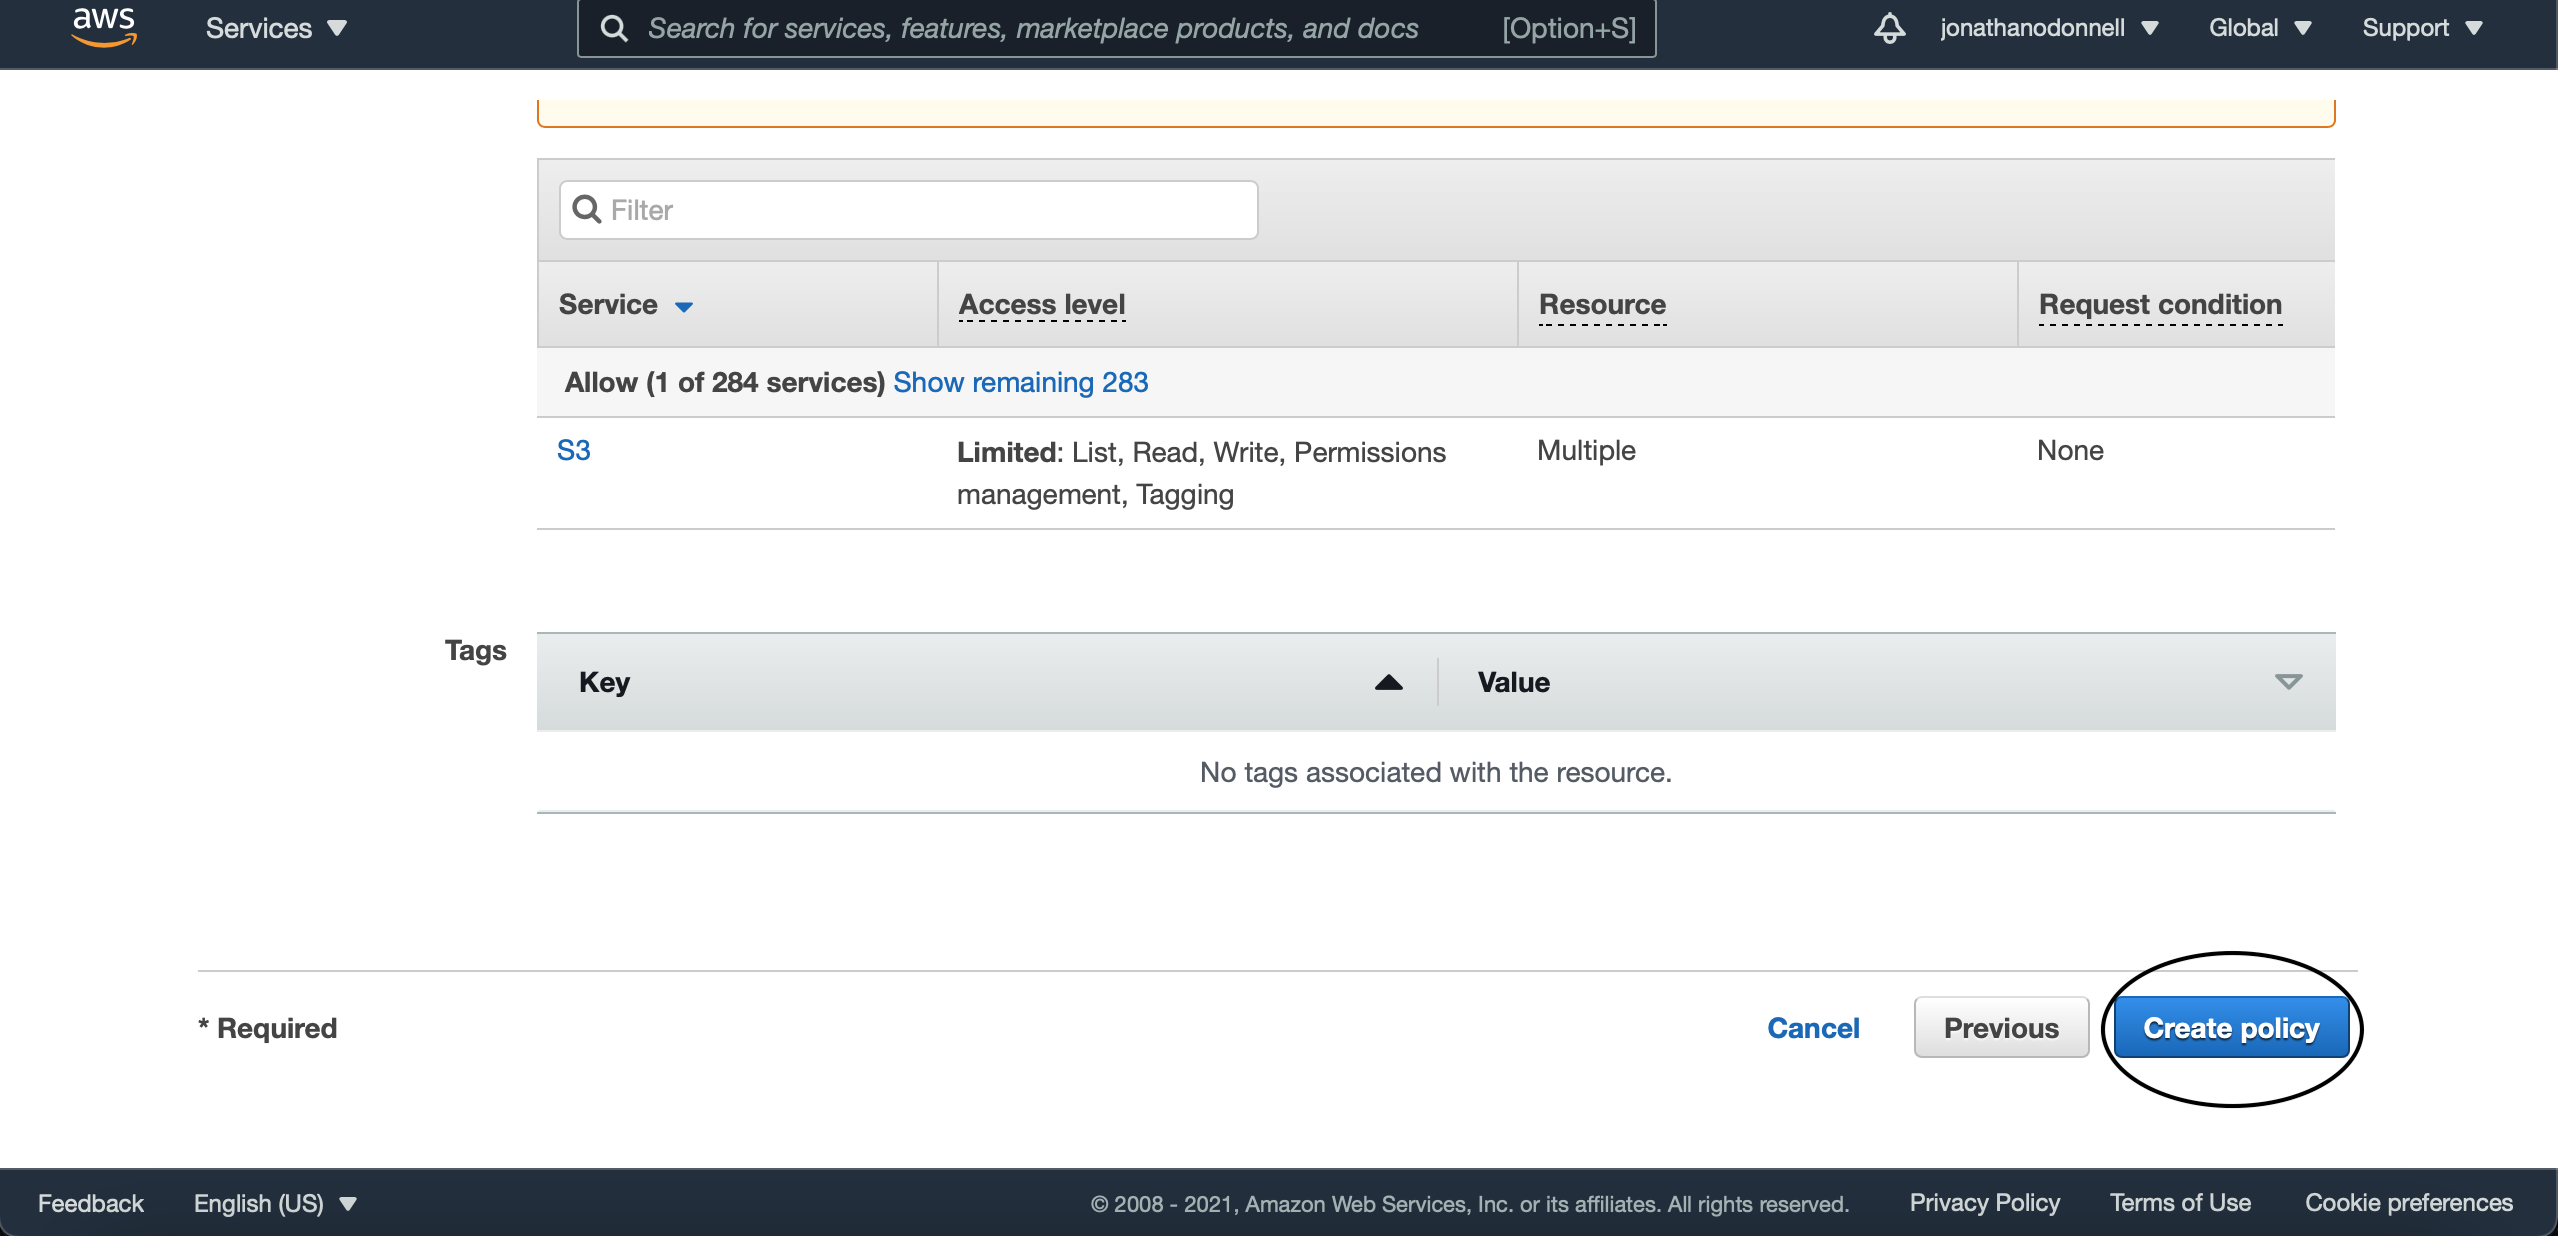 aws Services Search for services, features, marketplace products, and docs [Option+S] jonathanodonnell Global Support
Filter
Service Access level Resource Request condition
Allow (1 of 284 services) Show remaining 283
S3 Limited: List, Read, Write, Permissions Multiple None
management, Tagging
Tags
Key Value
No tags associated with the resource.
* Required Cancel Previous Create policy
Feedback English (US) © 2008 - 2021, Amazon Web Services, Inc. or its affiliates. All rights reserved. Privacy Policy Terms of Use Cookie preferences